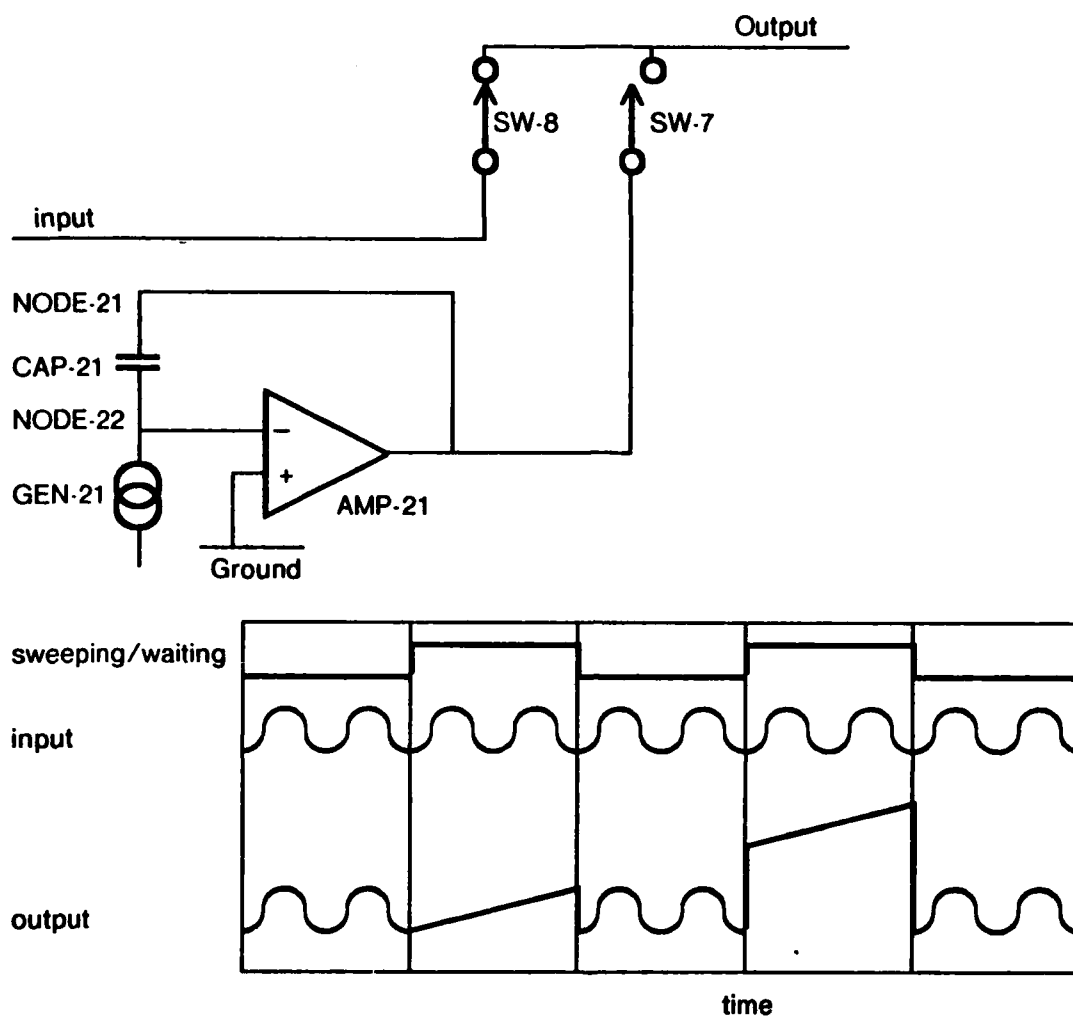 Output
SW-8
SW-7
input
NODE-21
CAP-21
NODE-22
GEN-21
−
+
AMP-21
Ground
sweeping/waiting
input
output
time